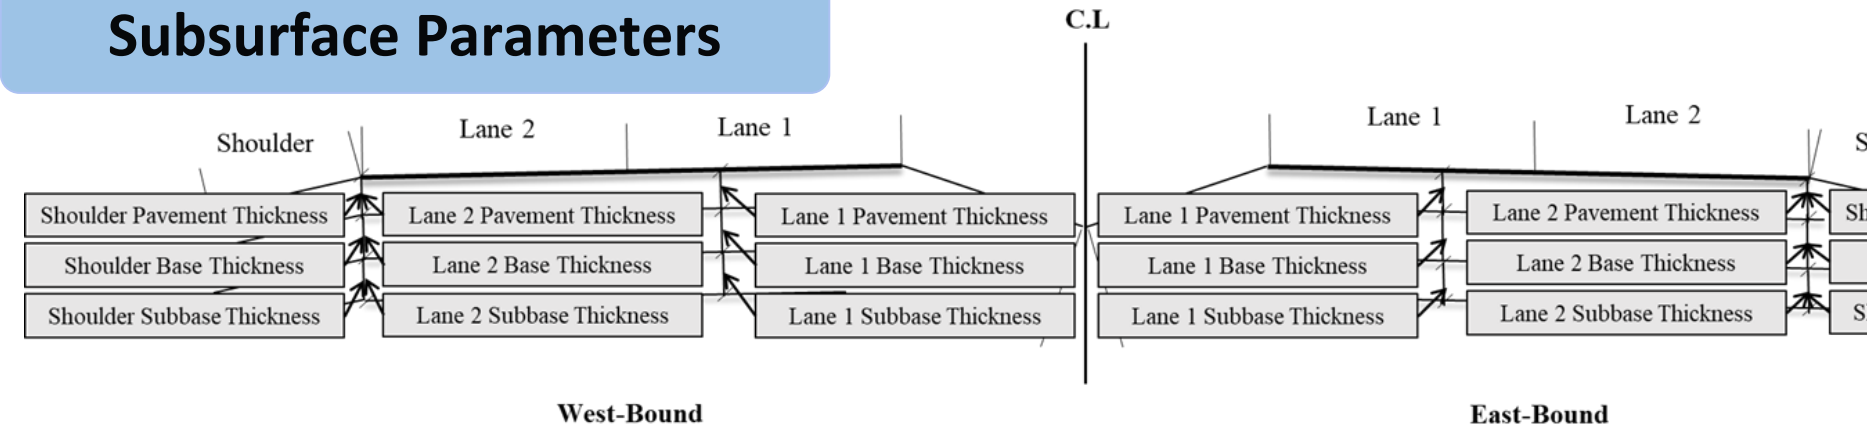 Subsurface Parameters
C.L
Shoulder
Lane 2
Lane 1
Lane 1
Lane 2
Shoulder Pavement Thickness
Lane 2 Pavement Thickness
Lane 1 Pavement Thickness
Lane 1 Pavement Thickness
Lane 2 Pavement Thickness
Shoulder Base Thickness
Lane 2 Base Thickness
Lane 1 Base Thickness
Lane 1 Base Thickness
Lane 2 Base Thickness
Shoulder Subbase Thickness
Lane 2 Subbase Thickness
Lane 1 Subbase Thickness
Lane 1 Subbase Thickness
Lane 2 Subbase Thickness
West-Bound
East-Bound